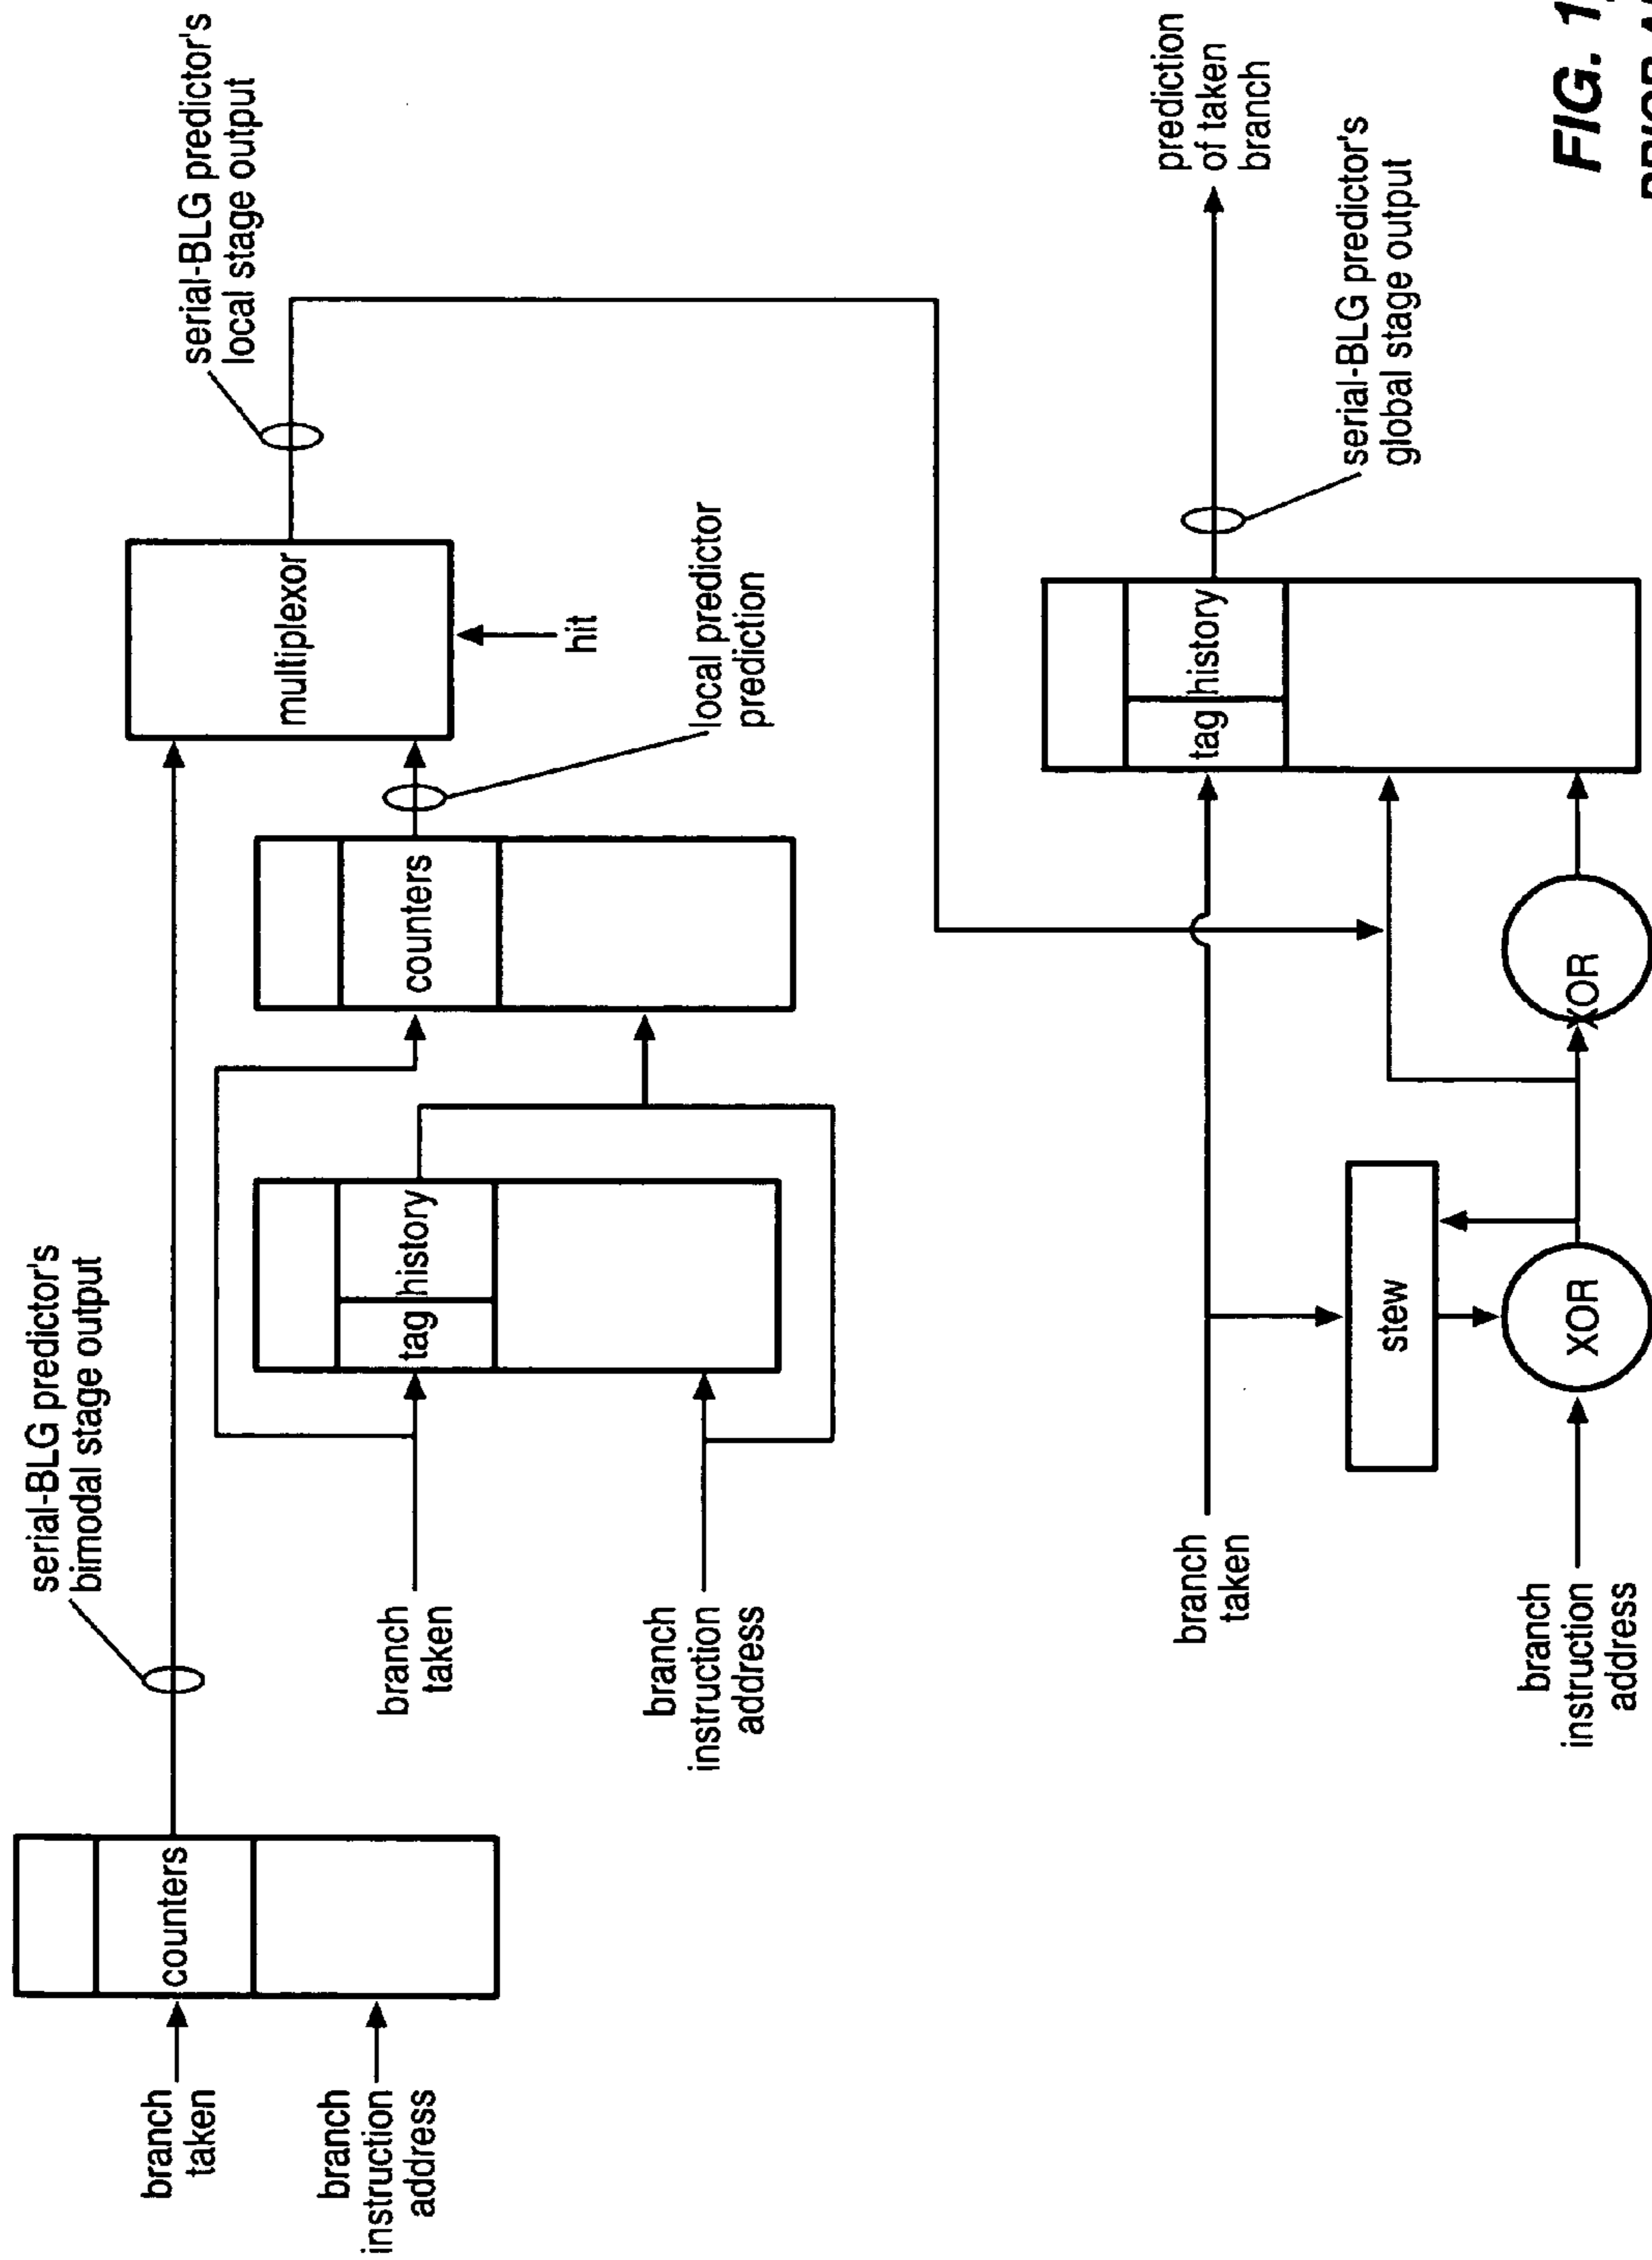 serial-BLG predictor's
bimodal stage output
serial-BLG predictor's
local stage output
branch
taken
branch
instruction
address
counters
branch
taken
branch
instruction
address
tag
history
counters
local predictor
prediction
multiplexor
hit
branch
taken
branch
instruction
address
stew
XOR
XOR
tag
history
prediction
of taken
branch
serial-BLG predictor's
global stage output
FIG. 1
PRIOR